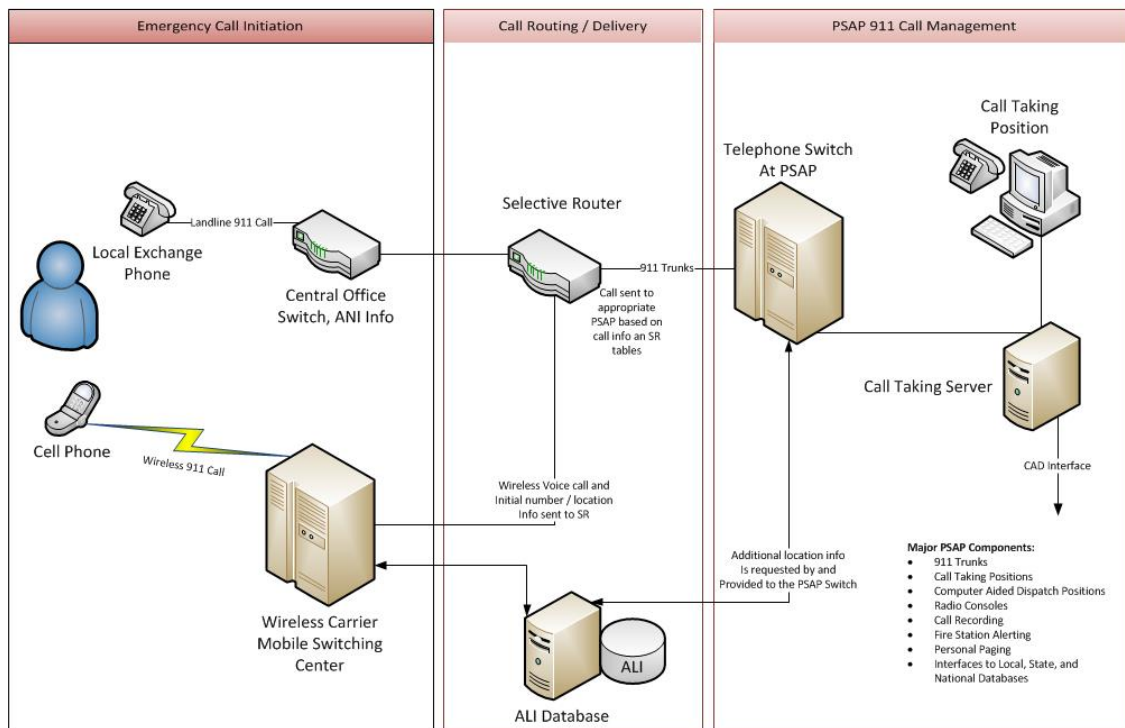 Emergency Call Initiation
Call Routing / Delivery
PSAP 911 Call Management
Local Exchange
Phone
Landline 911 Call
Central Office
Switch, ANI Info
Cell Phone
Wireless 911 Call
Wireless Carrier
Mobile Switching
Center
Selective Router
911 Trunks
Call sent to
appropriate
PSAP based on
call info an SR
tables
Wireless Voice call and
Initial number / location
Info sent to SR
ALI
ALI Database
Telephone Switch
At PSAP
Call Taking
Position
Call Taking Server
CAD Interface
Additional location info
Is requested by and
Provided to the PSAP Switch
Major PSAP Components:
• 911 Trunks
• Call Taking Positions
• Computer Aided Dispatch Positions
• Radio Consoles
• Call Recording
• Fire Station Alerting
• Personal Paging
• Interfaces to Local, State, and
National Databases